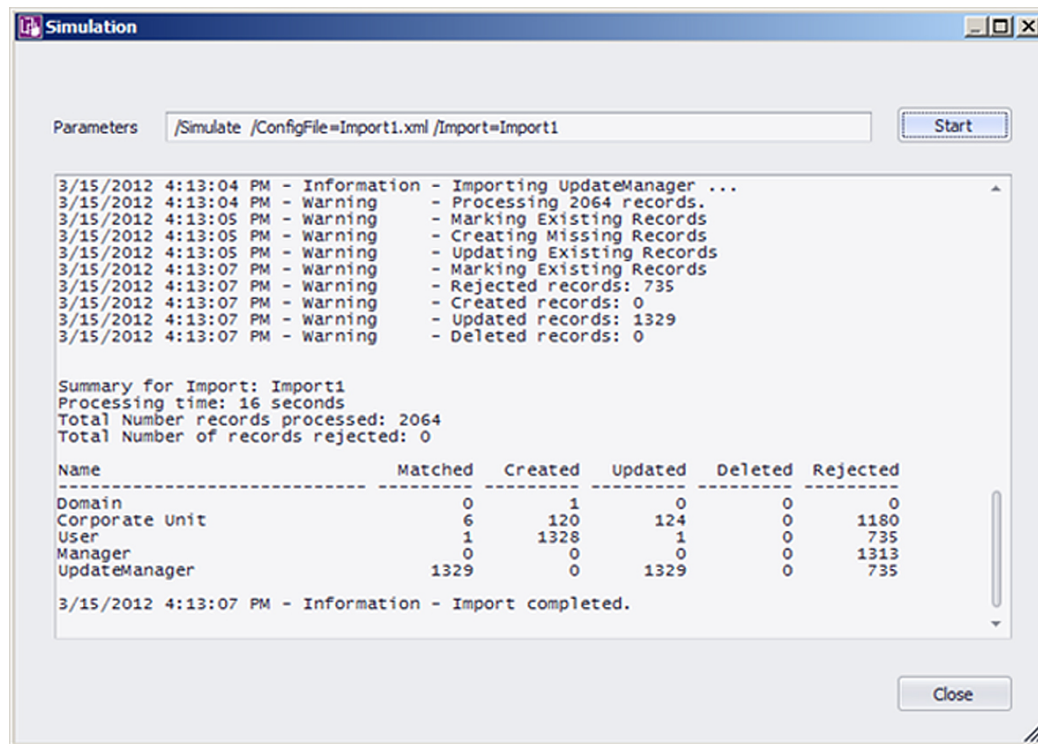 Simulation
Parameters /Simulate /ConfigFile=Import1.xml /Import=Import1 Start
3/15/2012 4:13:04 PM - Information - Importing UpdateManager ...
3/15/2012 4:13:04 PM - Warning - Processing 2064 records.
3/15/2012 4:13:05 PM - Warning - Marking Existing Records
3/15/2012 4:13:05 PM - Warning - Creating Missing Records
3/15/2012 4:13:05 PM - Warning - Updating Existing Records
3/15/2012 4:13:07 PM - Warning - Marking Existing Records
3/15/2012 4:13:07 PM - Warning - Rejected records: 735
3/15/2012 4:13:07 PM - Warning - Created records: 0
3/15/2012 4:13:07 PM - Warning - Updated records: 1329
3/15/2012 4:13:07 PM - Warning - Deleted records: 0
Summary for Import: Import1
Processing time: 16 seconds
Total Number records processed: 2064
Total Number of records rejected: 0
Name Matched Created Updated Deleted Rejected
------------------------------ --------- --------- --------- --------- ---------
Domain 0 1 0 0 0
Corporate Unit 6 120 124 0 1180
User 1 1328 1 0 735
Manager 0 0 0 0 1313
UpdateManager 1329 0 1329 0 735
3/15/2012 4:13:07 PM - Information - Import completed.
Close